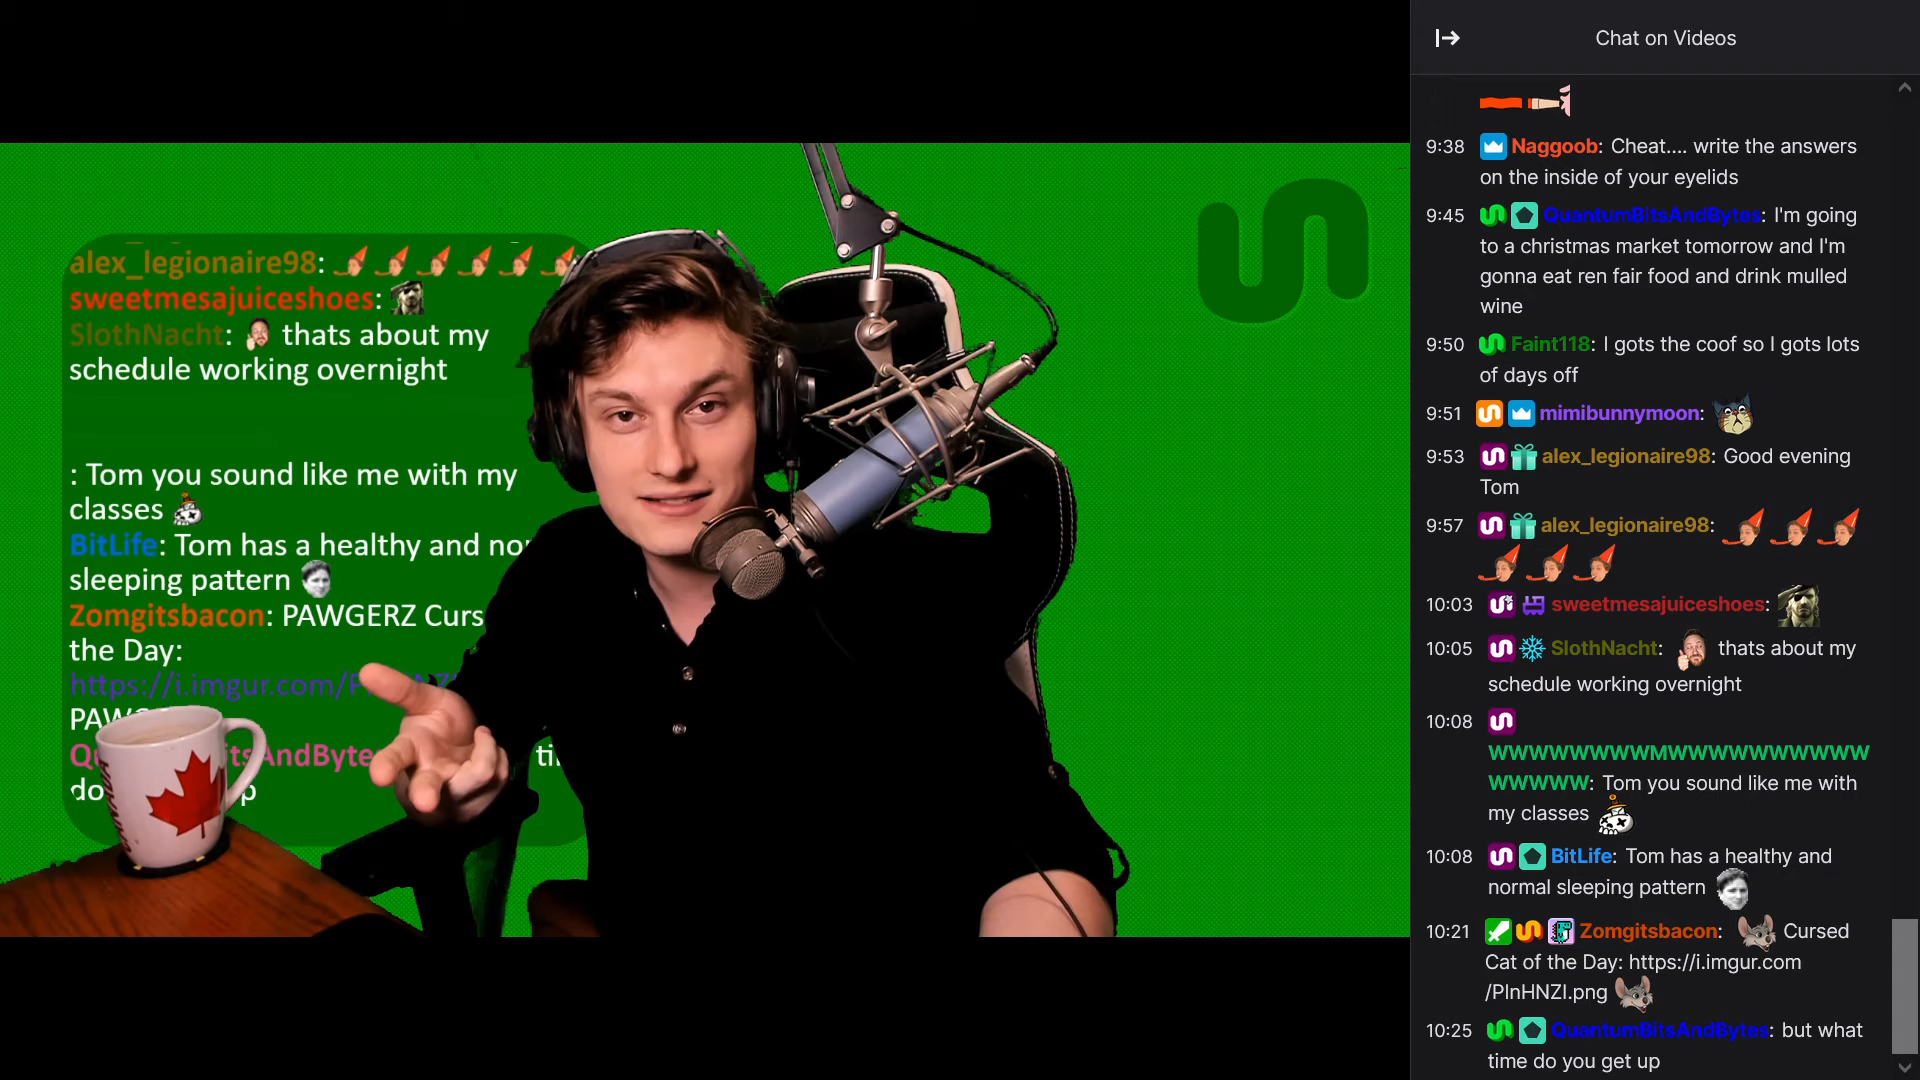 alex_legionaire98:
sweetmesajuiceshoes:
SlothNacht: thats about my
schedule working overnight
: Tom you sound like me with my
classes
BitLife: Tom has a healthy and
sleeping pattern
Zomgitsbacon: PAWGERZ Curs
the Day:
https://i.imgur.com/
Chat on Videos
9:38 Naggoob: Cheat.... write the answers
on the inside of your eyelids
9:45 QuantumBitsAndBytes: I'm going
to a christmas market tomorrow and I'm
gonna eat ren fair food and drink mulled
wine
9:50 Faint118: I gots the coof so I gots lots
of days off
9:51 mimibunnymoon:
9:53 alex_legionaire98: Good evening
Tom
9:57 alex_legionaire98:
10:03 sweetmesajuiceshoes:
10:05 SlothNacht: thats about my
schedule working overnight
10:08
WWWWWWWWMWWWWWWWWWW
WWWWW: Tom you sound like me with
my classes
10:08 BitLife: Tom has a healthy and
normal sleeping pattern
10:21 Zomgitsbacon: Cursed
Cat of the Day: https://i.imgur.com
/PlnHNZI.png
10:25 QuantumBitsAndBytes: but what
time do you get up